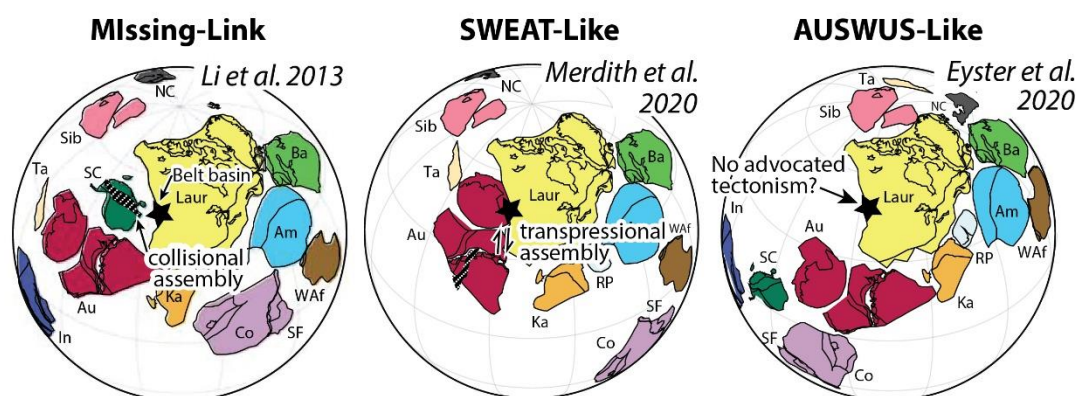 MIssing-Link
Li et al. 2013
NC
Sib
Ta
SC
Belt basin
Laur
Ba
Am
collisional
assembly
WAf
Au
Ka
In
Co
SF
SWEAT-Like
Merdith et al.
2020
NC
Sib
Ta
Ba
Laur
Am
Au
transpressional
assembly
WAf
RP
Ka
SF
Co
AUSWUS-Like
Eyster et al.
2020
Ta
Sib
NC
No advocated
tectonism?
Ba
Laur
In
Am
Au
SC
RP
WAf
Ka
SF
Co